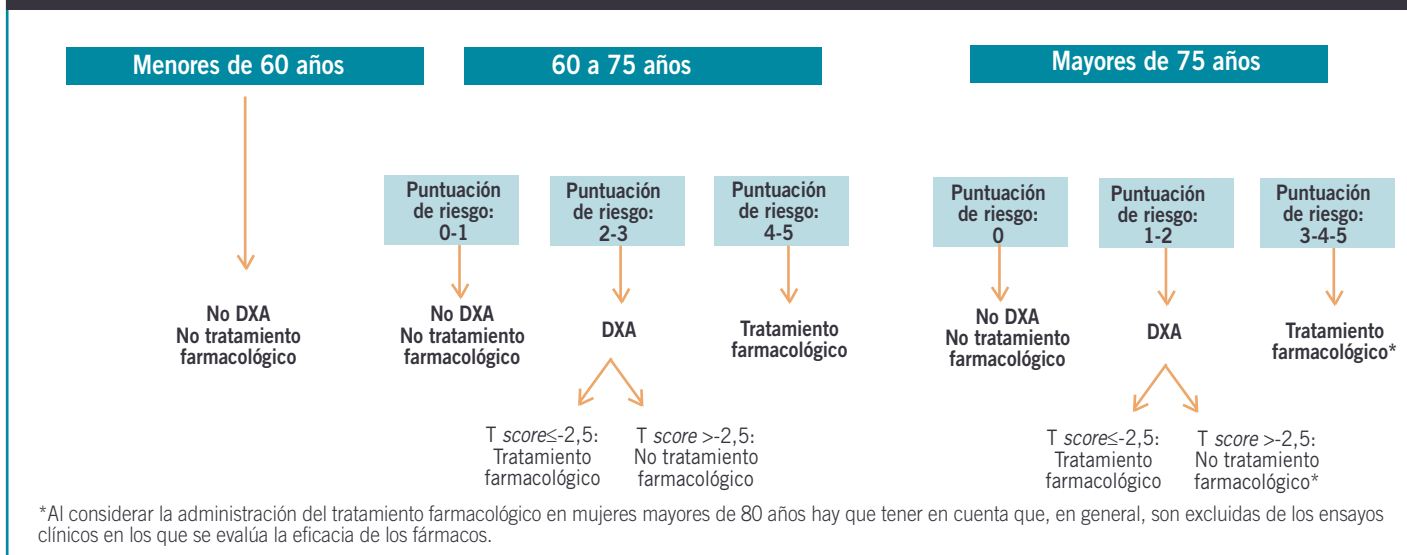 Menores de 60 años
60 a 75 años
Mayores de 75 años
Puntuación
de riesgo:
0-1
Puntuación
de riesgo:
2-3
Puntuación
de riesgo:
4-5
Puntuación
de riesgo:
0
Puntuación
de riesgo:
1-2
Puntuación
de riesgo:
3-4-5
No DXA
No tratamiento
farmacológico
No DXA
No tratamiento
farmacológico
DXA
Tratamiento
farmacológico
No DXA
No tratamiento
farmacológico
DXA
Tratamiento
farmacológico*
T score≤-2,5:
Tratamiento
farmacológico
T score >-2,5:
No tratamiento
farmacológico
T score≤-2,5:
Tratamiento
farmacológico
T score >-2,5:
No tratamiento
farmacológico*
*Al considerar la administración del tratamiento farmacológico en mujeres mayores de 80 años hay que tener en cuenta que, en general, son excluidas de los ensayos
clínicos en los que se evalúa la eficacia de los fármacos.